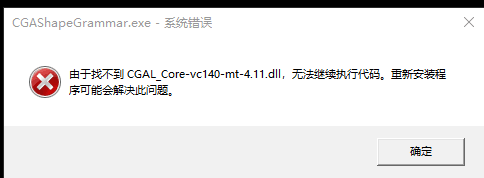 CGAShapeGrammar.exe - 系统错误
由于找不到 CGAL_Core-vc140-mt-4.11.dll，无法继续执行代码。重新安装程
序可能会解决此问题。
确定